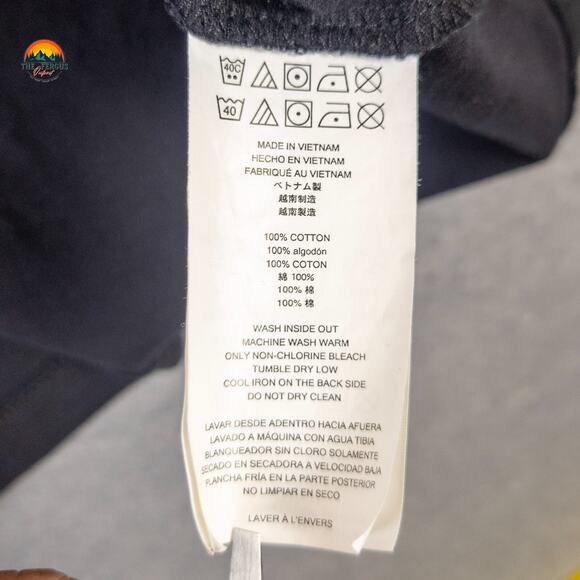 THE FERGUS
Outpost
40C
40
MADE IN VIETNAM
HECHO EN VIETNAM
FABRIQUÉ AU VIETNAM
ベトナム製
越南制造
越南製造
100% COTTON
100% algodón
100% COTON
綿 100%
100% 棉
100% 棉
WASH INSIDE OUT
MACHINE WASH WARM
ONLY NON-CHLORINE BLEACH
TUMBLE DRY LOW
COOL IRON ON THE BACK SIDE
DO NOT DRY CLEAN
LAVAR DESDE ADENTRO HACIA AFUERA
LAVADO A MÁQUINA CON AGUA TIBIA
BLANQUEADOR SIN CLORO SOLAMENTE
SECADO EN SECADORA A VELOCIDAD BAJA
PLANCHA FRÍA EN LA PARTE POSTERIOR
NO LIMPIAR EN SECO
LAVER À L'ENVERS